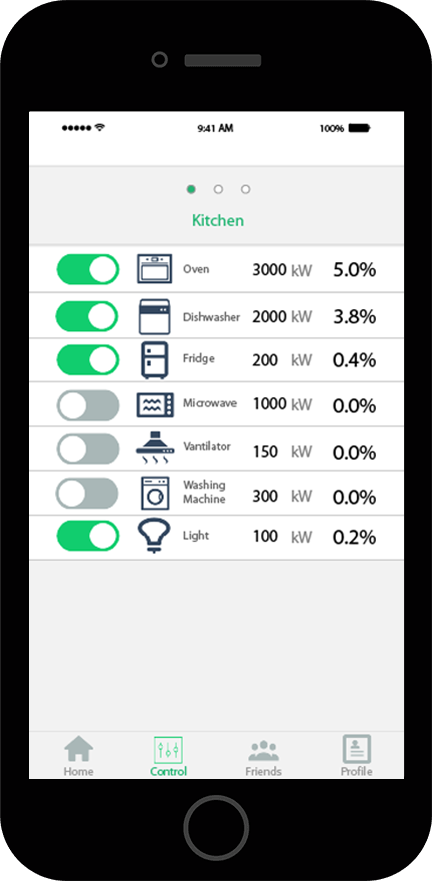 9:41 AM 100%
Kitchen
Oven 3000 kW 5.0%
Dishwasher 2000 kW 3.8%
Fridge 200 kW 0.4%
Microwave 1000 kW 0.0%
Vantilator 150 kW 0.0%
Washing
Machine 300 kW 0.0%
Light 100 kW 0.2%
Home Control Friends Profile